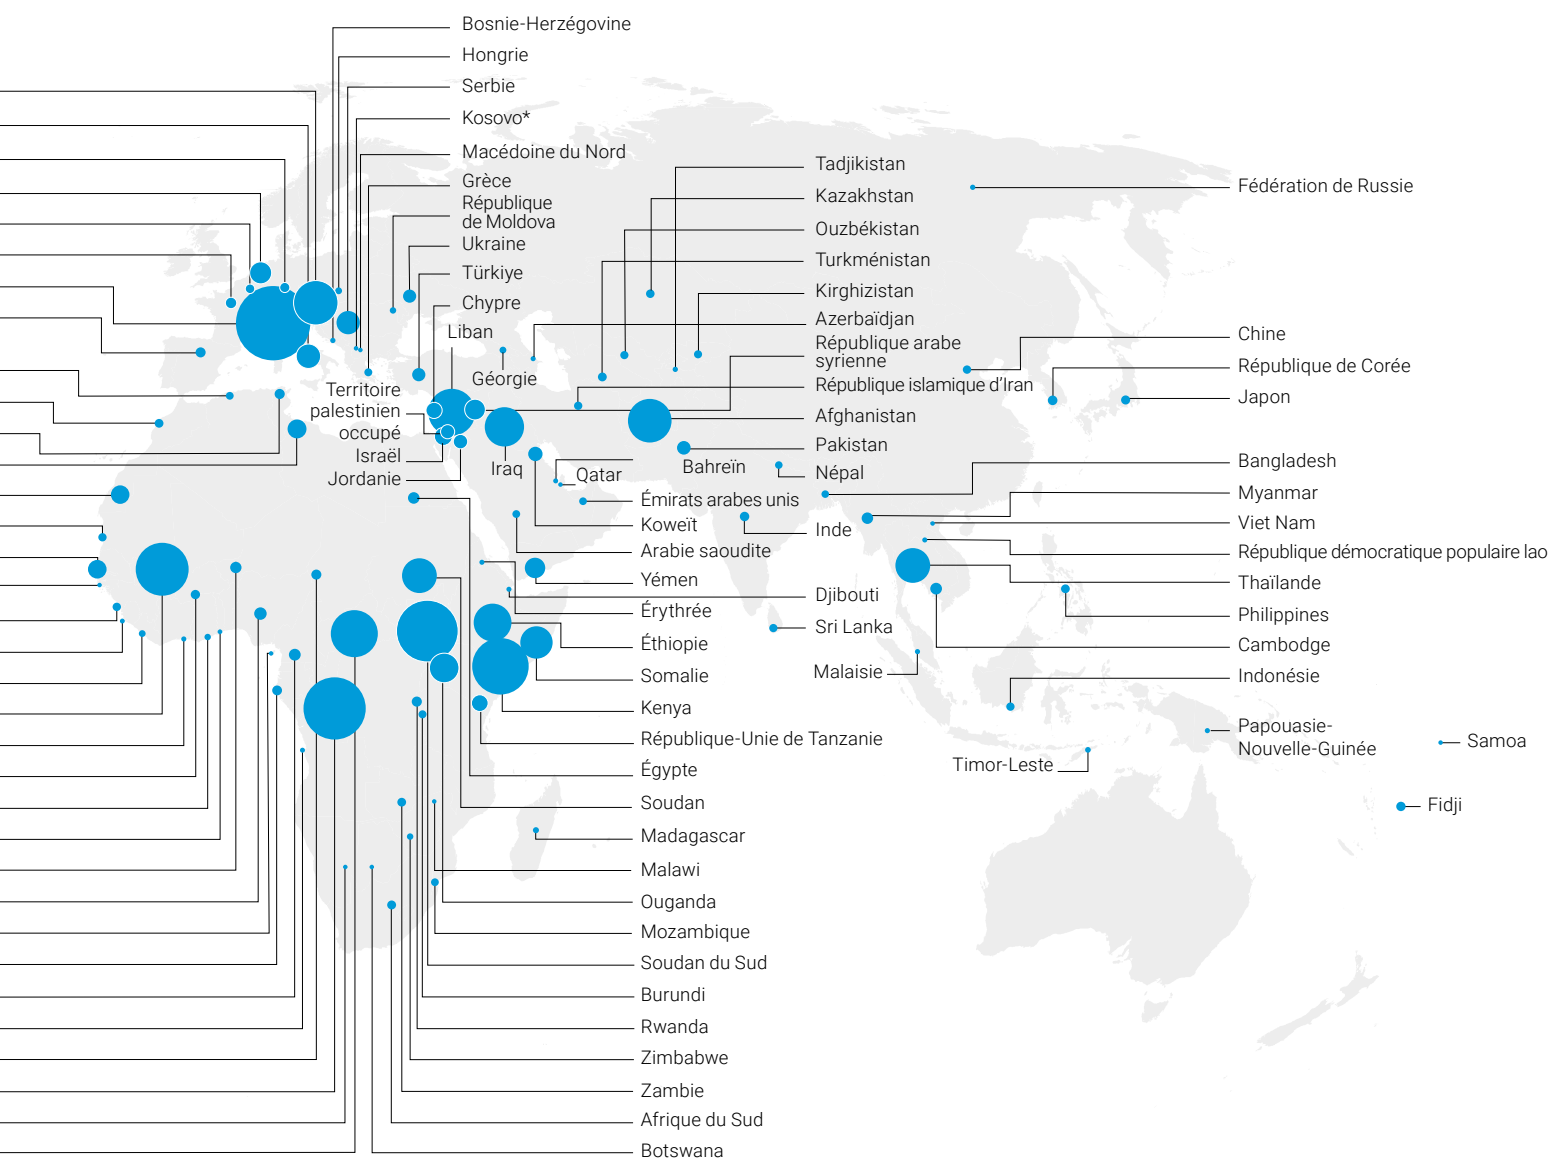 Bosnie-Herzégovine
Hongrie
Serbie
Kosovo*
Macédoine du Nord
Grèce
République
de Moldova
Ukraine
Türkiye
Chypre
Liban
Géorgie
Territoire
palestinien
occupé
Israël
Jordanie
Iraq
Qatar
Bahreïn
Émirats arabes unis
Koweït
Arabie saoudite
Yémen
Érythrée
Éthiopie
Somalie
Kenya
République-Unie de Tanzanie
Égypte
Soudan
Madagascar
Malawi
Ouganda
Mozambique
Soudan du Sud
Burundi
Rwanda
Zimbabwe
Zambie
Afrique du Sud
Botswana
Tadjikistan
Kazakhstan
Ouzbékistan
Turkménistan
Kirghizistan
Azerbaïdjan
République arabe
syrienne
République islamique d'Iran
Afghanistan
Pakistan
Népal
Inde
Djibouti
Sri Lanka
Malaisie
Timor-Leste
Fédération de Russie
Chine
République de Corée
Japon
Bangladesh
Myanmar
Viet Nam
République démocratique populaire lao
Thaïlande
Philippines
Cambodge
Indonésie
Papouasie-
Nouvelle-Guinée
Samoa
Fidji